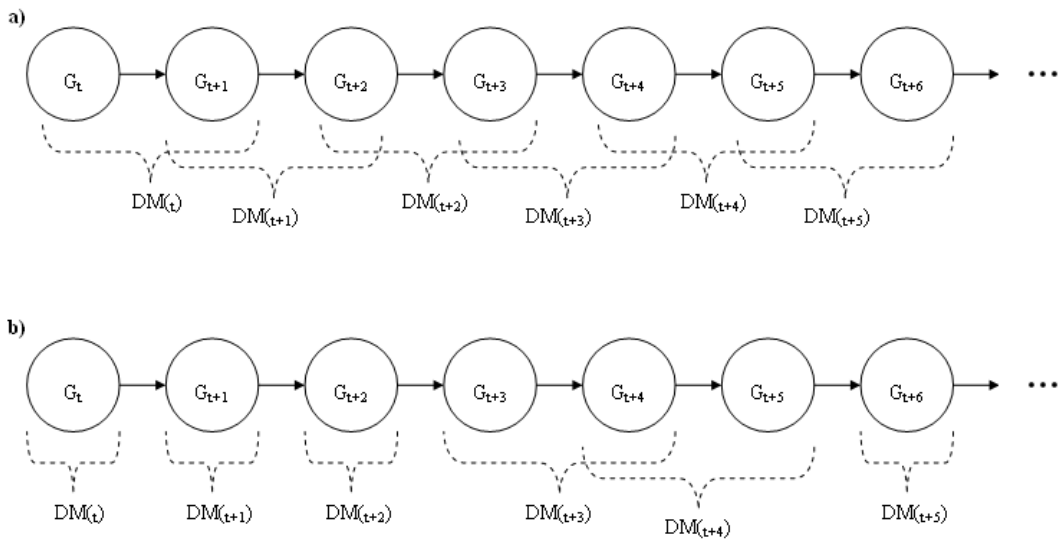 a)
Gt Gt+1 Gt+2 Gt+3 Gt+4 Gt+5 Gt+6 ...
DM(t) DM(t+1) DM(t+2) DM(t+3) DM(t+4) DM(t+5)
b)
Gt Gt+1 Gt+2 Gt+3 Gt+4 Gt+5 Gt+6 ...
DM(t) DM(t+1) DM(t+2) DM(t+3) DM(t+4) DM(t+5)